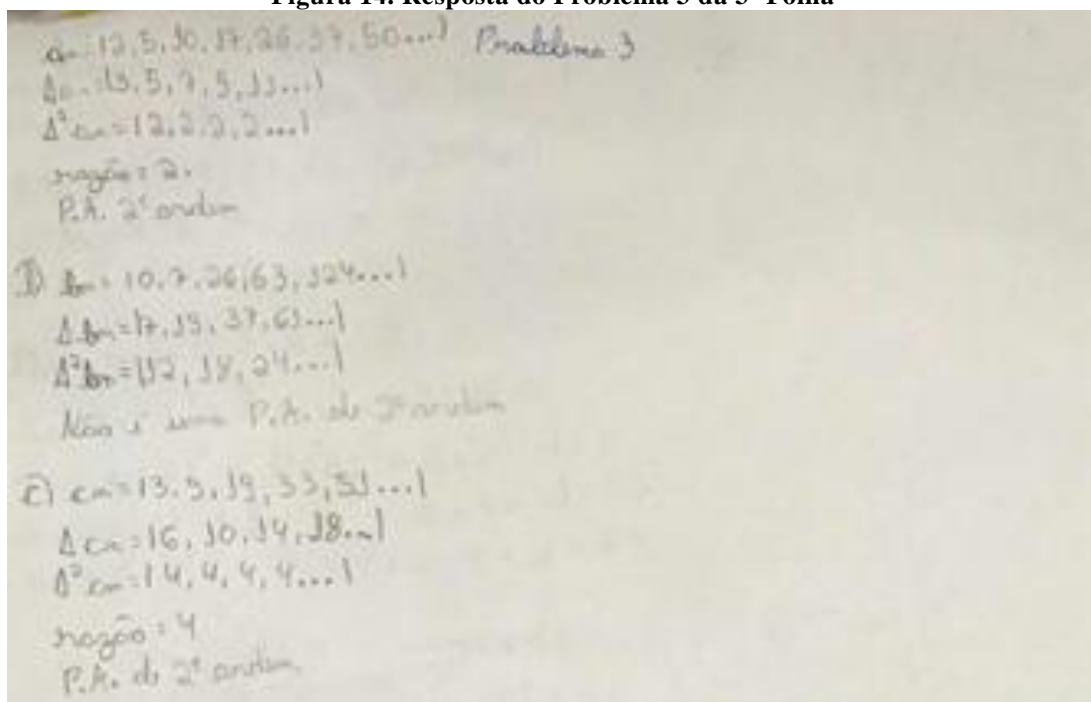 Figura 14: Resposta do Problema 3 da 3ª Folha
an=(2,5,10,17,26,37,50...) Problema 3
Δan=(3,5,7,9,11...)
Δ²an=(2,2,2,2...)
razão=2.
P.A. 2ª ordem
B) bn=(0,7,26,63,124...)
Δbn=(7,19,37,61...)
Δ²bn=(12,18,24...)
Não é uma P.A. de 2ª ordem
C) cn=(3,9,19,33,51...)
Δcn=(6,10,14,18...)
Δ²cn=(4,4,4,4...)
razão=4
P.A. de 2ª ordem